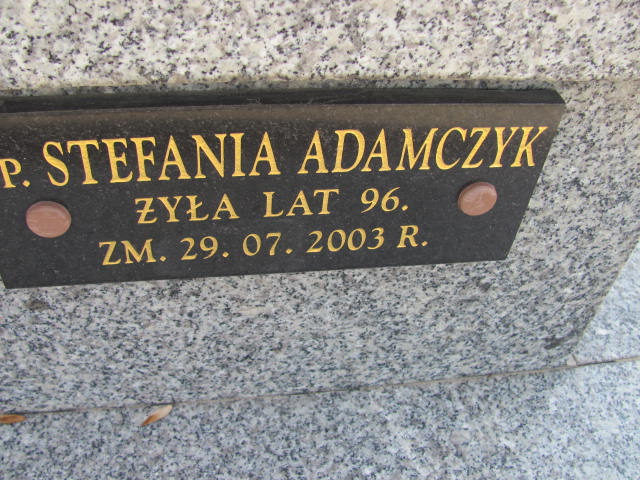 P. STEFANIA ADAMCZYK
ŻYŁA LAT 96.
ZM. 29. 07. 2003 R.